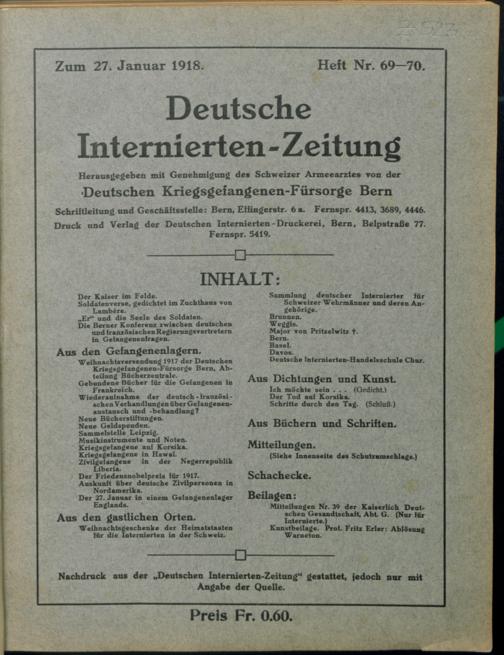 Zum 27. Januar 1918. Heft Nr. 69—70.
Deutsche
Internierten-Zeitung
Herausgegeben mit Genehmigung des Schweizer Armeearztes von der
Deutschen Kriegsgefangenen-Fürsorge Bern
Schriftleitung und Geschäftsstelle: Bern, Effingerstr. 6 a. Fernspr. 4413, 3689, 4446.
Druck und Verlag der Deutschen Internierten-Druckerei, Bern, Belpstraße 77.
Fernspr. 5419.
INHALT:
Der Kaiser im Felde.
Soldatenverse, gedichtet im Zuchthaus von
Lambère.
„Er“ und die Seele des Soldaten.
Die Berner Konferenz zwischen deutschen
und französischen Regierungsvertretern
in Gefangenenfragen.
Aus den Gefangenenlagern.
Weihnachtsversendung 1917 der Deutschen
Kriegsgefangenen-Fürsorge Bern, Ab-
teilung Bücherzentrale.
Gebundene Bücher für die Gefangenen in
Frankreich.
Wiederaufnahme der deutsch-französi-
schen Verhandlungen über Gefangenen-
austausch und -behandlung?
Neue Bücherstiftungen.
Neue Geldspenden.
Sammelstelle Leipzig.
Musikinstrumente und Noten.
Kriegsgefangene auf Korsika.
Kriegsgefangene in Hawai.
Zivilgefangene in der Negerrepublik
Liberia.
Der Friedensnobelpreis für 1917.
Auskunft über deutsche Zivilpersonen in
Nordamerika.
Der 27. Januar in einem Gefangenenlager
Englands.
Aus den gastlichen Orten.
Weihnachtsgeschenke der Heimatstaaten
für die Internierten in der Schweiz.
Sammlung deutscher Internierter für
Schweizer Wehrmänner und deren An-
gehörige.
Brunnen.
Weggis.
Major von Pritzelwitz †.
Bern.
Basel.
Davos.
Deutsche Internierten-Handelsschule Chur.
Aus Dichtungen und Kunst.
Ich möchte sein . . . (Gedicht.)
Der Tod auf Korsika.
Schritte durch den Tag. (Schluß.)
Aus Büchern und Schriften.
Mitteilungen.
(Siehe Innenseite des Schutzumschlags.)
Schachecke.
Beilagen:
Mitteilungen Nr. 39 der Kaiserlich Deut-
schen Gesandtschaft, Abt. G. (Nur für
Internierte.)
Kunstbeilage. Prof. Fritz Erler: Ablösung
Warneton.
Nachdruck aus der „Deutschen Internierten-Zeitung“ gestattet, jedoch nur mit
Angabe der Quelle.
Preis Fr. 0.60.